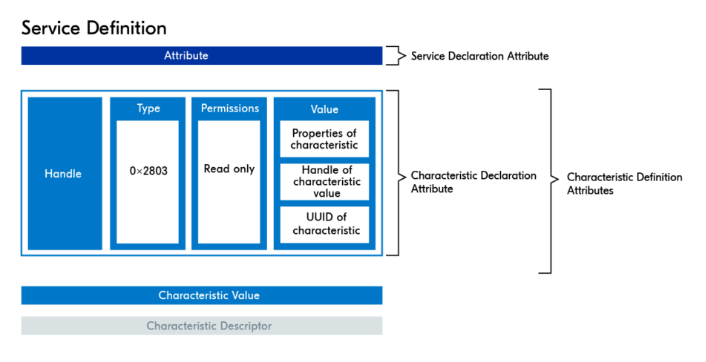 Service Definition
Attribute
Service Declaration Attribute
Type
Permissions
Value
Handle
0×2803
Read only
Properties of
characteristic
Handle of
characteristic
value
UUID of
characteristic
Characteristic Declaration
Attribute
Characteristic Definition
Attributes
Characteristic Value
Characteristic Descriptor